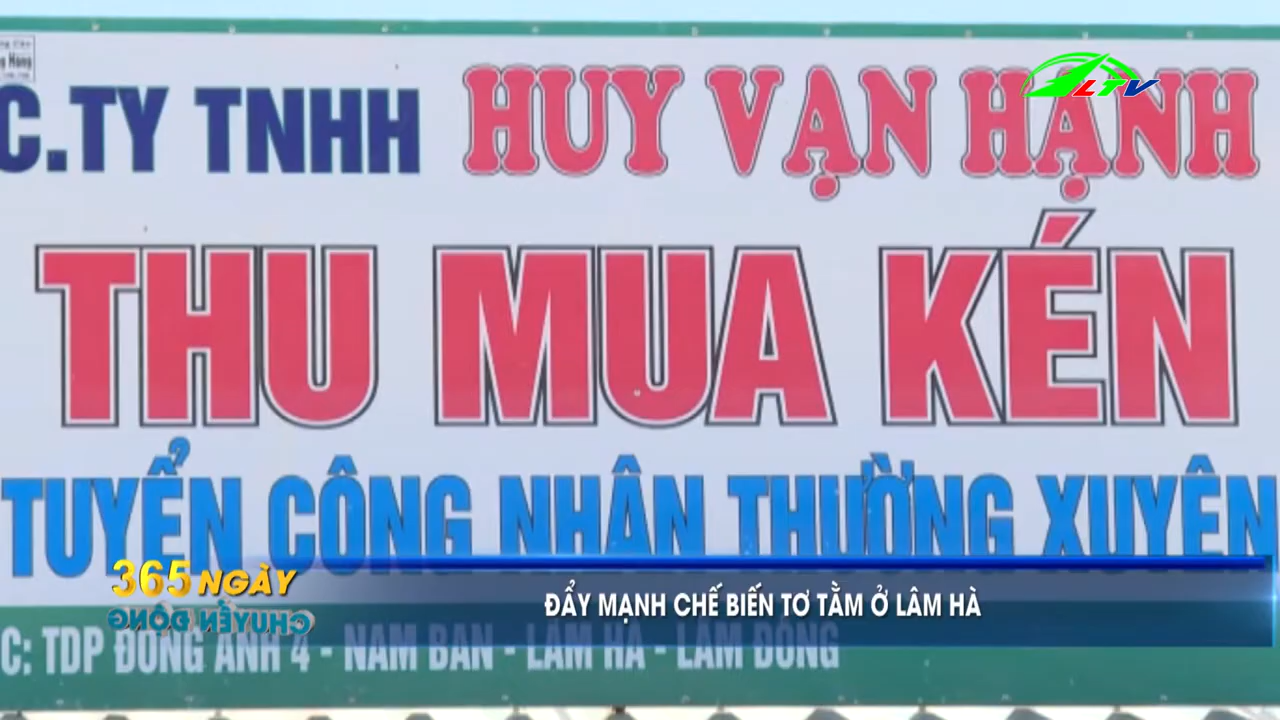 C.TY TNHH HUY VẠN HẠNH
LTV
THU MUA KÉN
TUYỂN CÔNG NHÂN THƯỜNG XUYÊN
365 NGÀY
CHUYỂN ĐỘNG
ĐẨY MẠNH CHẾ BIẾN TƠ TẰM Ở LÂM HÀ
C: TDP ĐÔNG ANH 4 - NAM BAN - LÂM HÀ - LÂM ĐỒNG